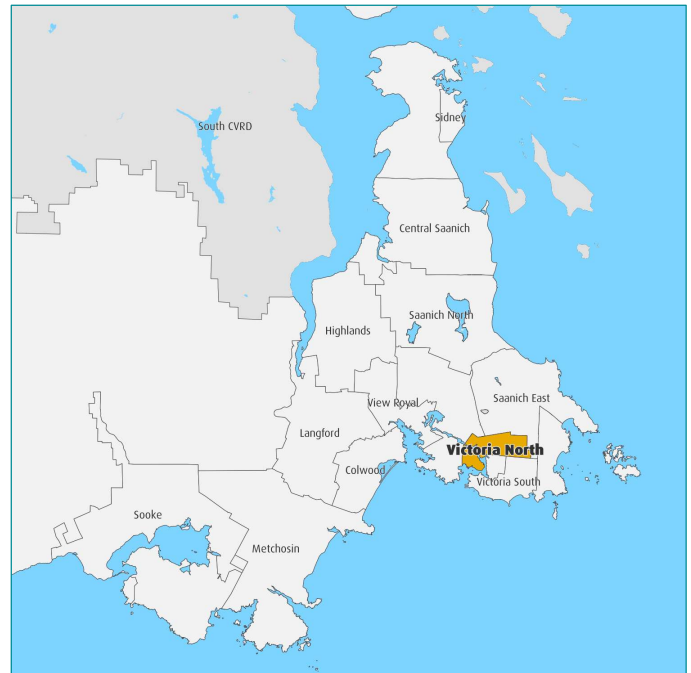 Sidney
South CVRD
Central Saanich
Saanich North
Highlands
Saanich East
View Royal
Langford
Victoria North
Colwood
Victoria South
Sooke
Metchosin